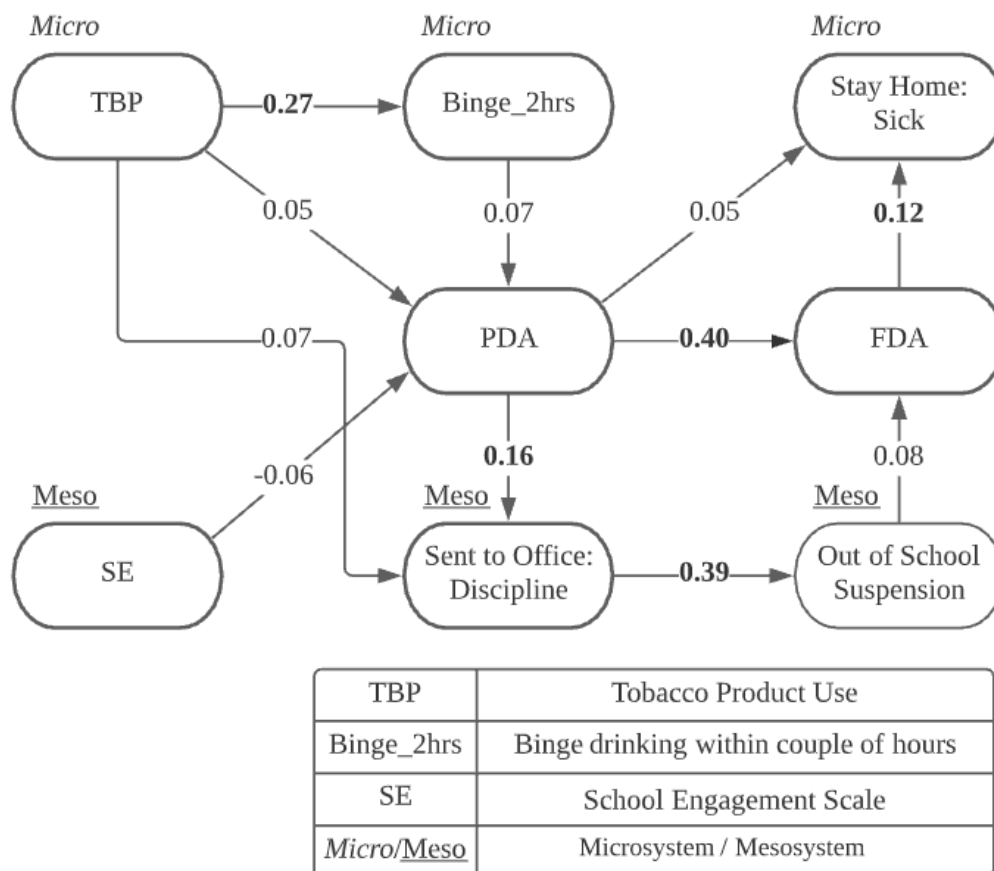 Micro
Micro
Micro
TBP
0.27
Binge_2hrs
Stay Home:
Sick
0.05
0.07
0.05
0.12
0.07
PDA
0.40
FDA
-0.06
0.16
0.08
Meso
Meso
Meso
SE
Sent to Office:
Discipline
0.39
Out of School
Suspension
TBP Tobacco Product Use
Binge_2hrs Binge drinking within couple of hours
SE School Engagement Scale
Micro/Meso Microsystem / Mesosystem